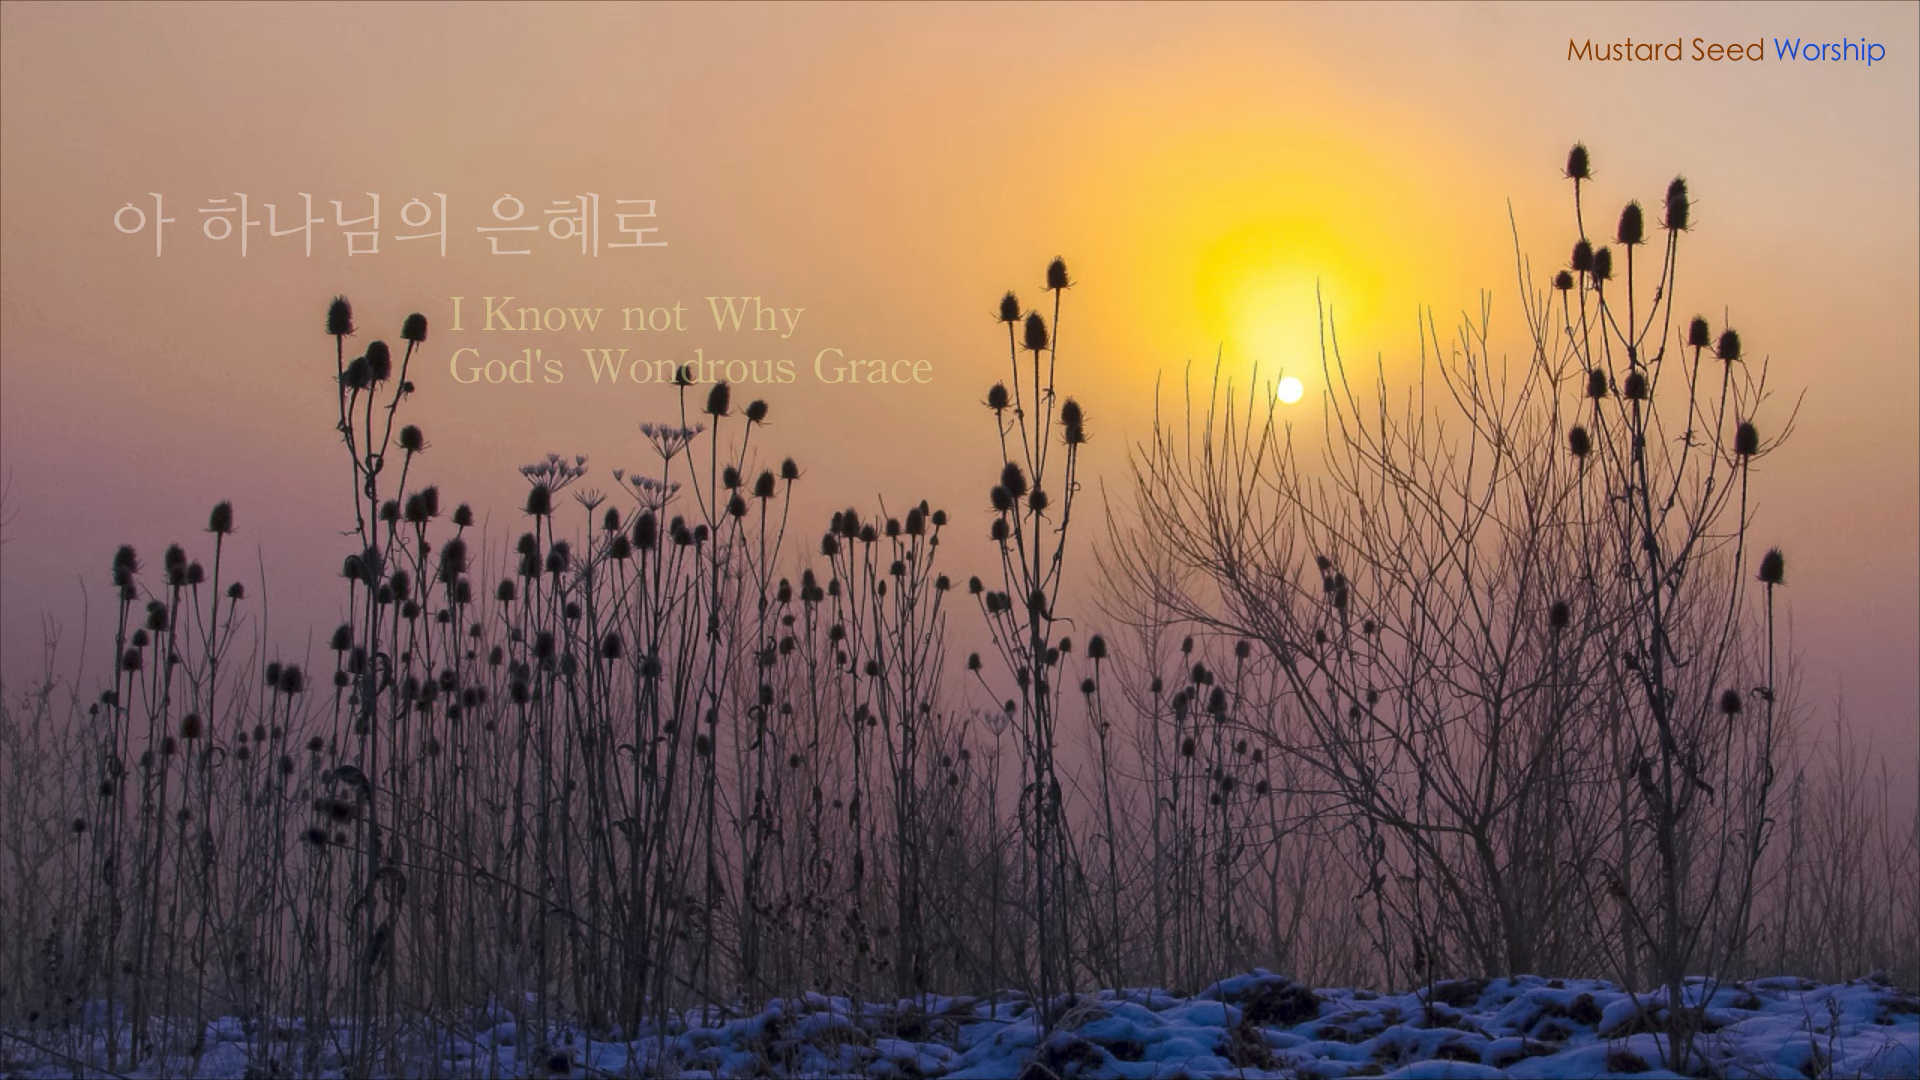 Mustard Seed Worship
아 하나님의 은혜로
I Know not Why
God's Wondrous Grace